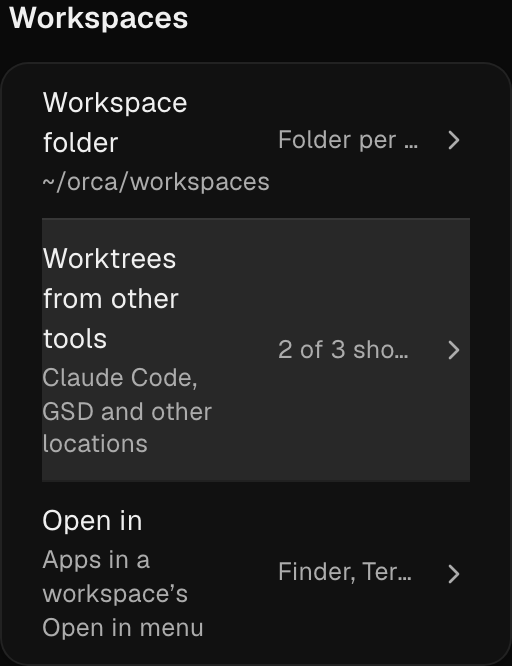 Workspaces
Workspace
folder
~/orca/workspaces
Folder per ...
Worktrees
from other
tools
Claude Code,
GSD and other
locations
2 of 3 sho...
Open in
Apps in a
workspace’s
Open in menu
Finder, Ter...